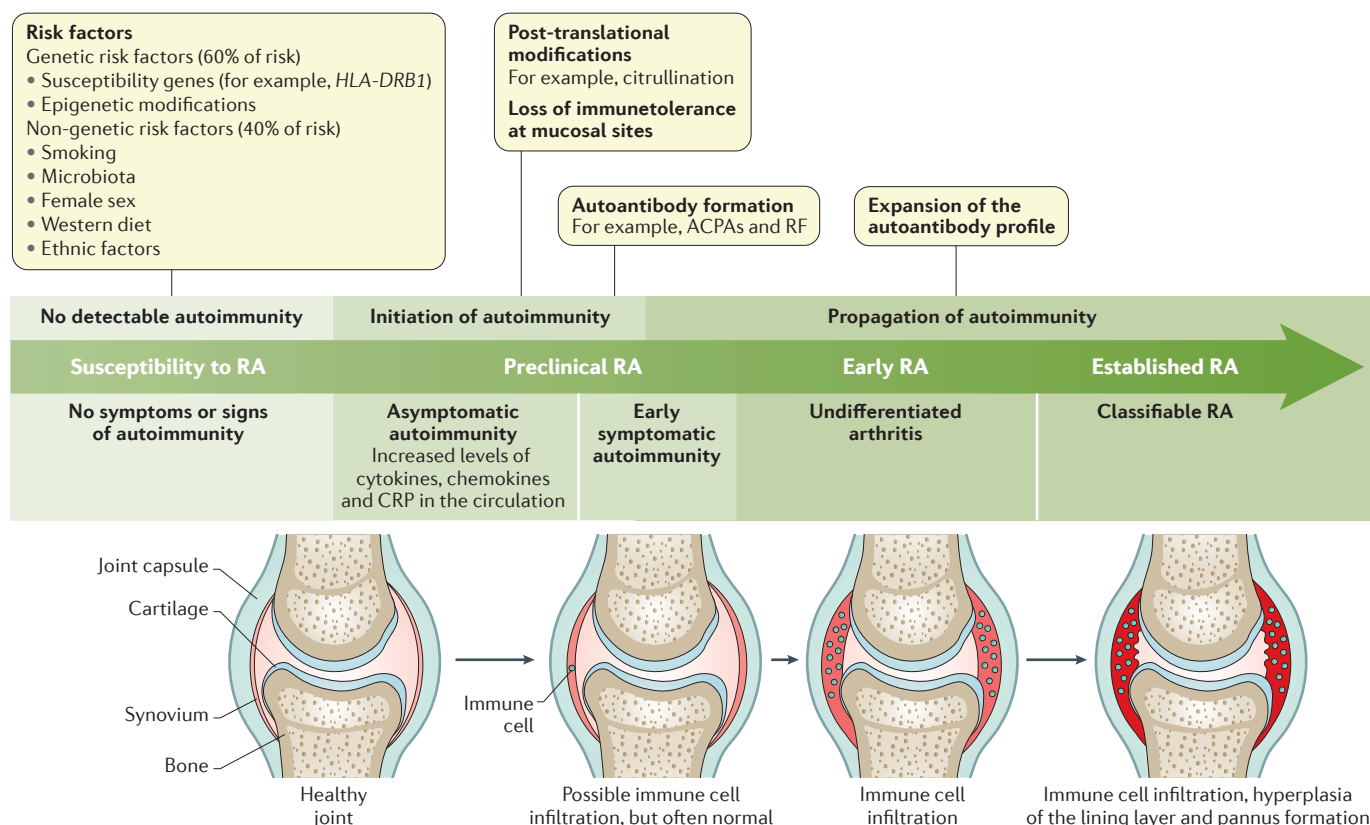 Risk factors
Genetic risk factors (60% of risk)
• Susceptibility genes (for example, HLA-DRB1)
• Epigenetic modifications
Non-genetic risk factors (40% of risk)
• Smoking
• Microbiota
• Female sex
• Western diet
• Ethnic factors
Post-translational
modifications
For example, citrullination
Loss of immunetolerance
at mucosal sites
Autoantibody formation
For example, ACPAs and RF
Expansion of the
autoantibody profile
No detectable autoimmunity
Initiation of autoimmunity
Propagation of autoimmunity
Susceptibility to RA
Preclinical RA
Early RA
Established RA
No symptoms or signs
of autoimmunity
Asymptomatic
autoimmunity
Increased levels of
cytokines, chemokines
and CRP in the circulation
Early
symptomatic
autoimmunity
Undifferentiated
arthritis
Classifiable RA
Joint capsule
Cartilage
Synovium
Bone
Immune
cell
Healthy
joint
Possible immune cell
infiltration, but often normal
Immune cell
infiltration
Immune cell infiltration, hyperplasia
of the lining layer and pannus formation